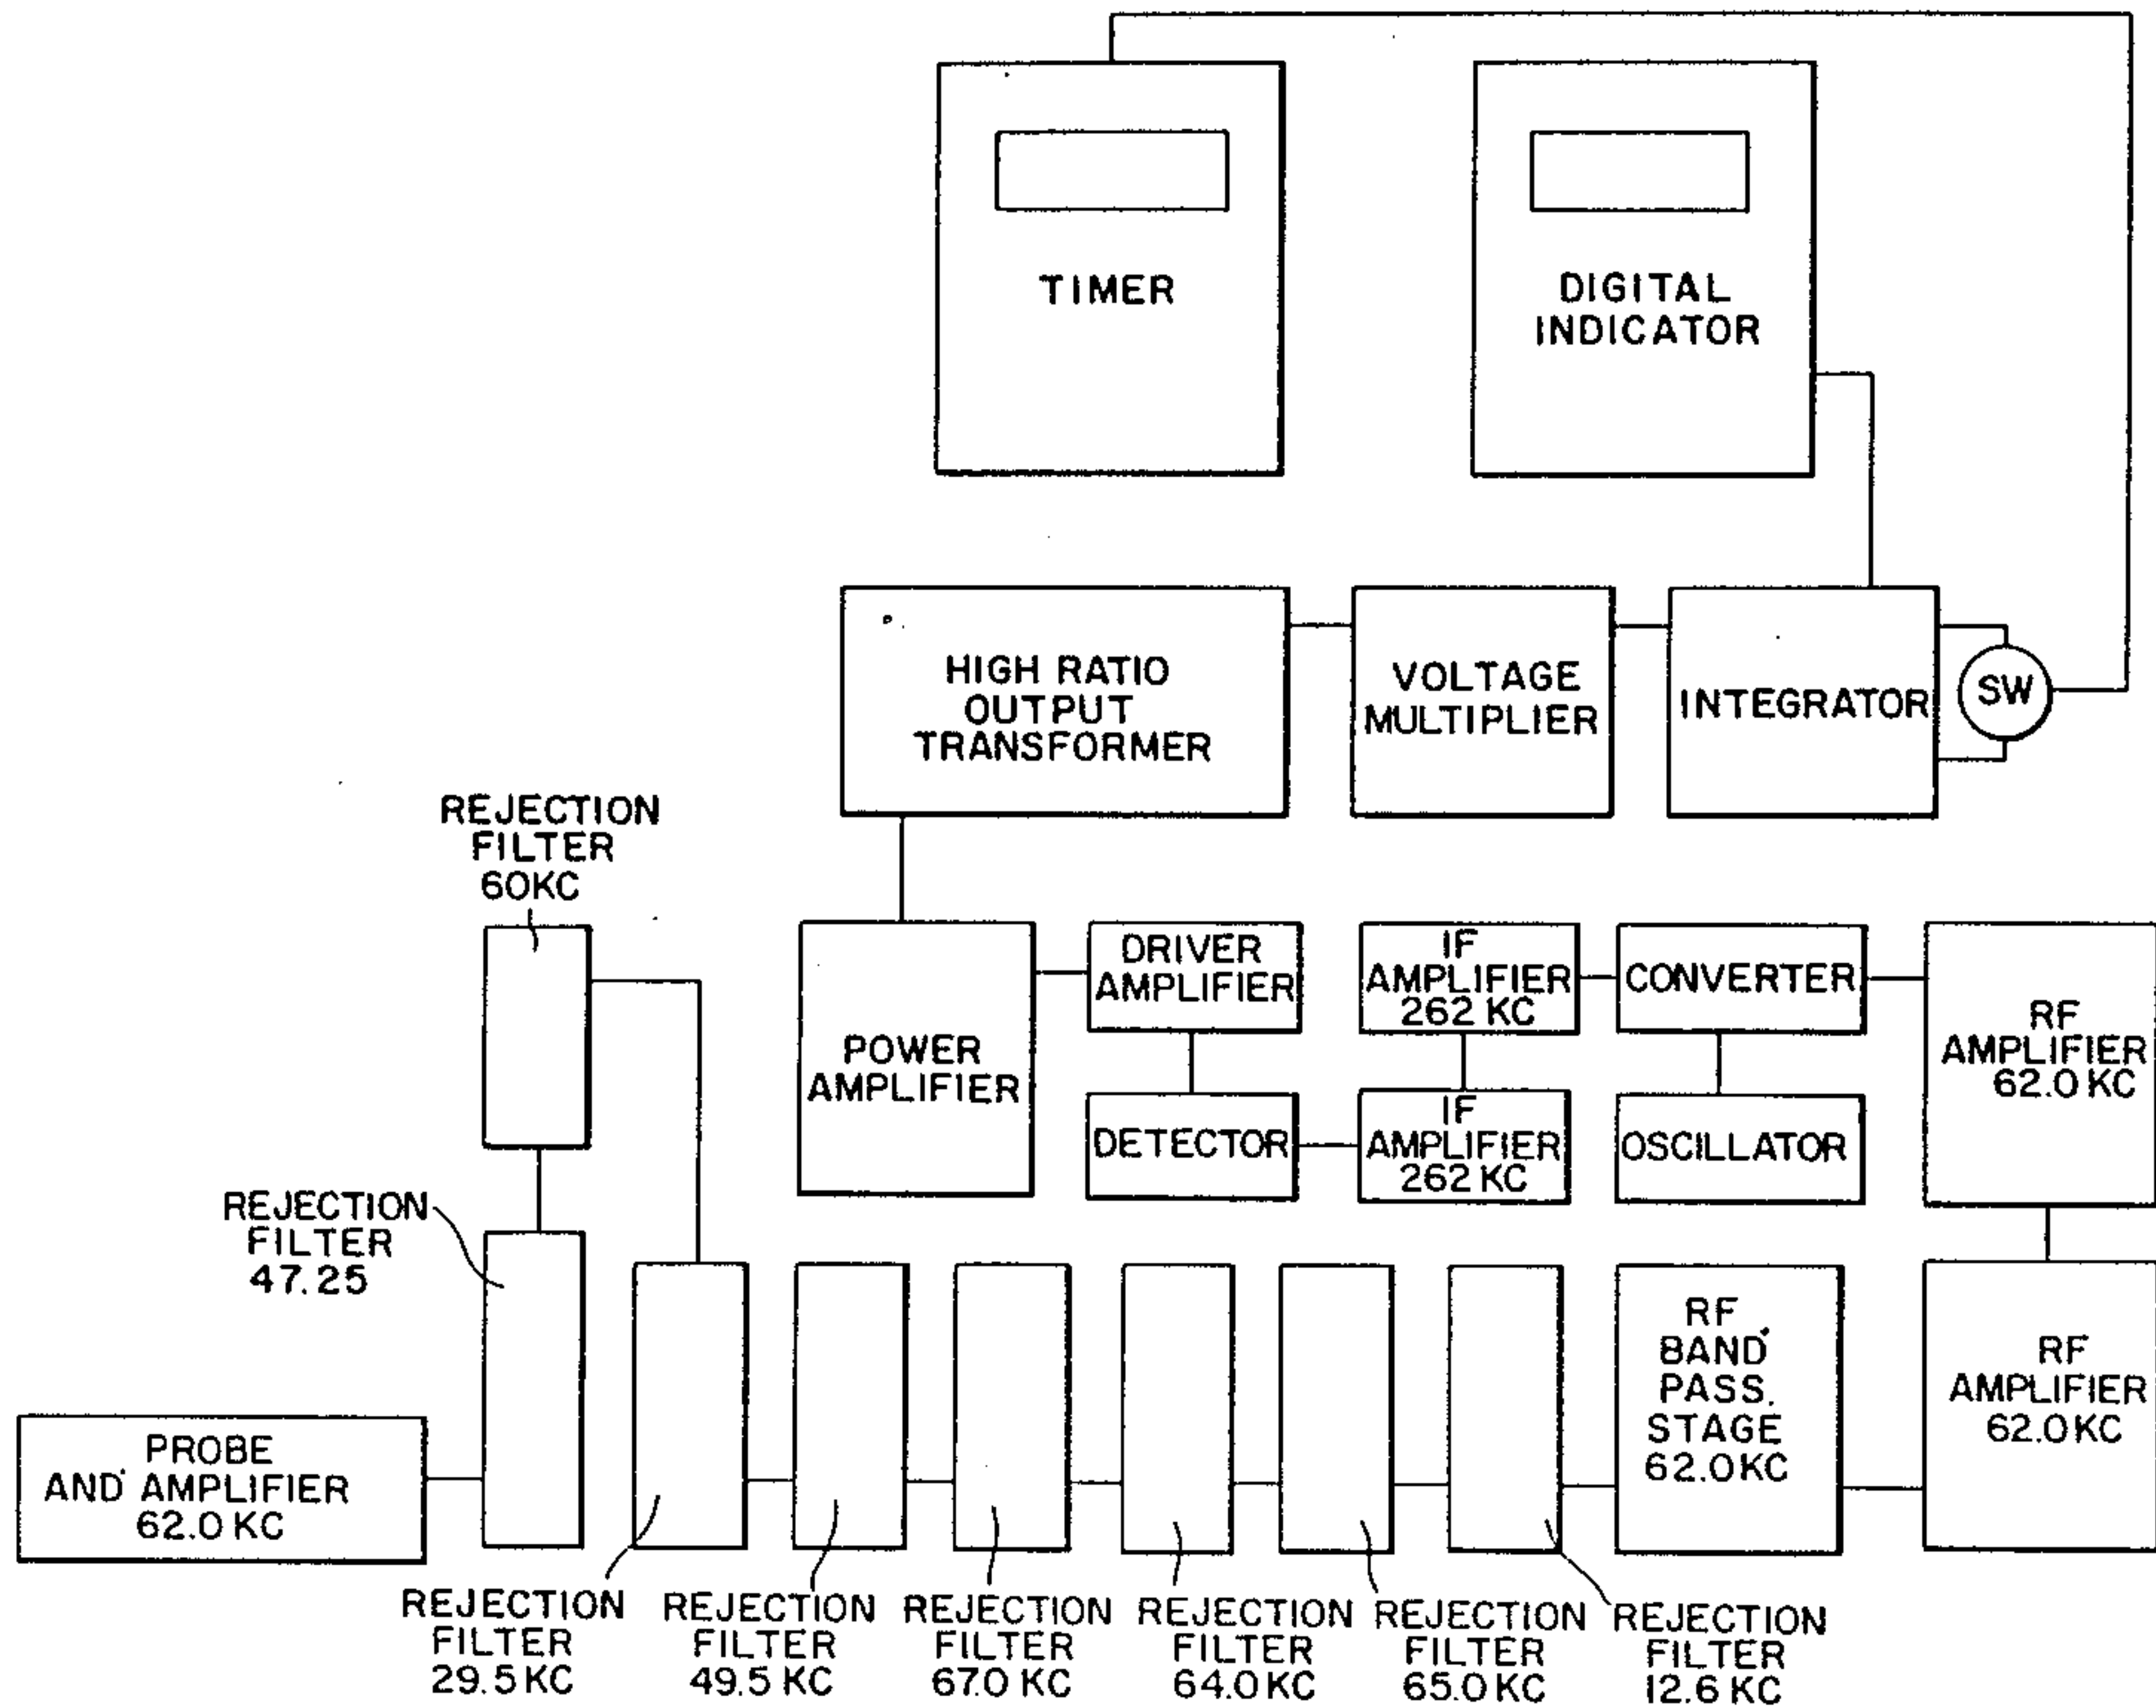 TIMER
DIGITAL
INDICATOR
HIGH RATIO
OUTPUT
TRANSFORMER
VOLTAGE
MULTIPLIER
INTEGRATOR
SW
REJECTION
FILTER
60KC
POWER
AMPLIFIER
DRIVER
AMPLIFIER
IF
AMPLIFIER
262 KC
CONVERTER
RF
AMPLIFIER
62.0 KC
DETECTOR
IF
AMPLIFIER
262 KC
OSCILLATOR
REJECTION
FILTER
47.25
PROBE
AND AMPLIFIER
62.0 KC
RF
BAND
PASS.
STAGE
62.0 KC
RF
AMPLIFIER
62.0 KC
REJECTION
FILTER
29.5 KC
REJECTION
FILTER
49.5 KC
REJECTION
FILTER
67.0 KC
REJECTION
FILTER
64.0 KC
REJECTION
FILTER
65.0 KC
REJECTION
FILTER
12.6 KC